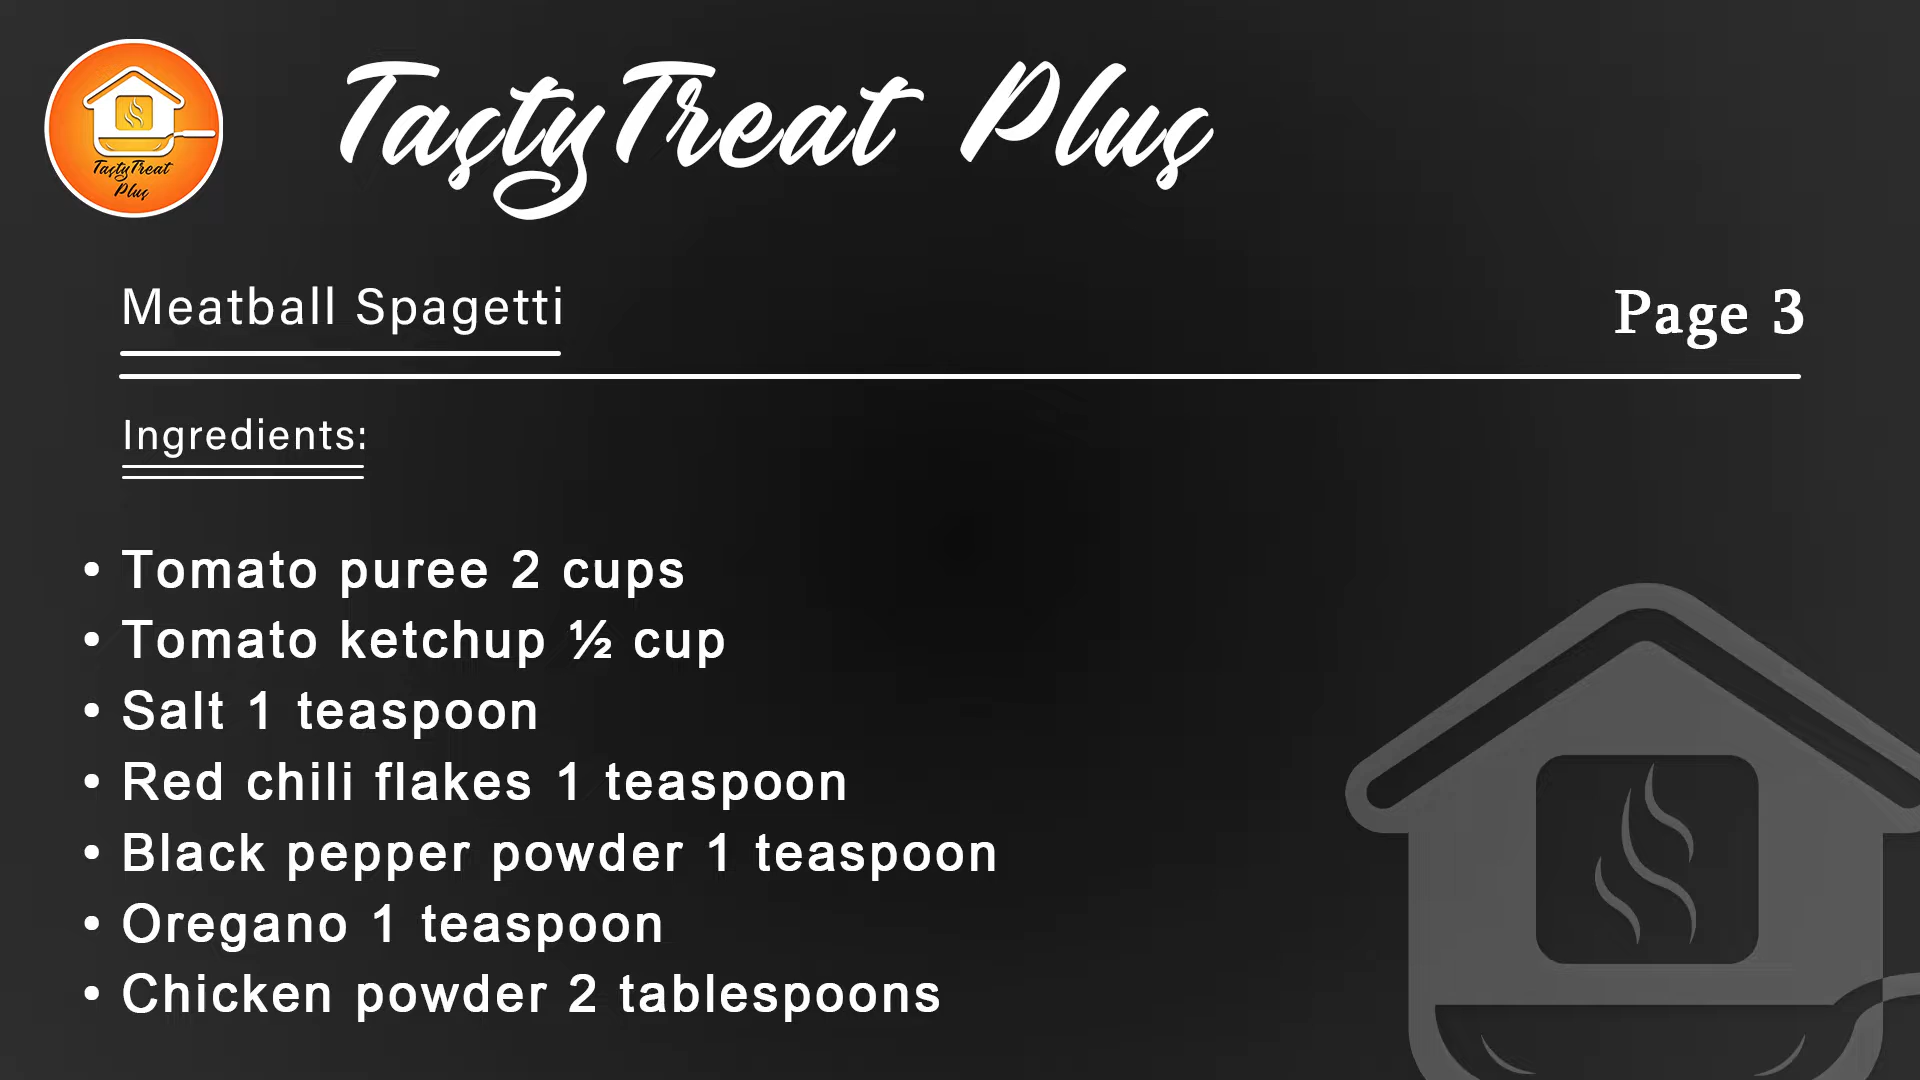 TastyTreat
Plus
TastyTreat Plus
Meatball Spagetti
Page 3
Ingredients:
• Tomato puree 2 cups
• Tomato ketchup ½ cup
• Salt 1 teaspoon
• Red chili flakes 1 teaspoon
• Black pepper powder 1 teaspoon
• Oregano 1 teaspoon
• Chicken powder 2 tablespoons